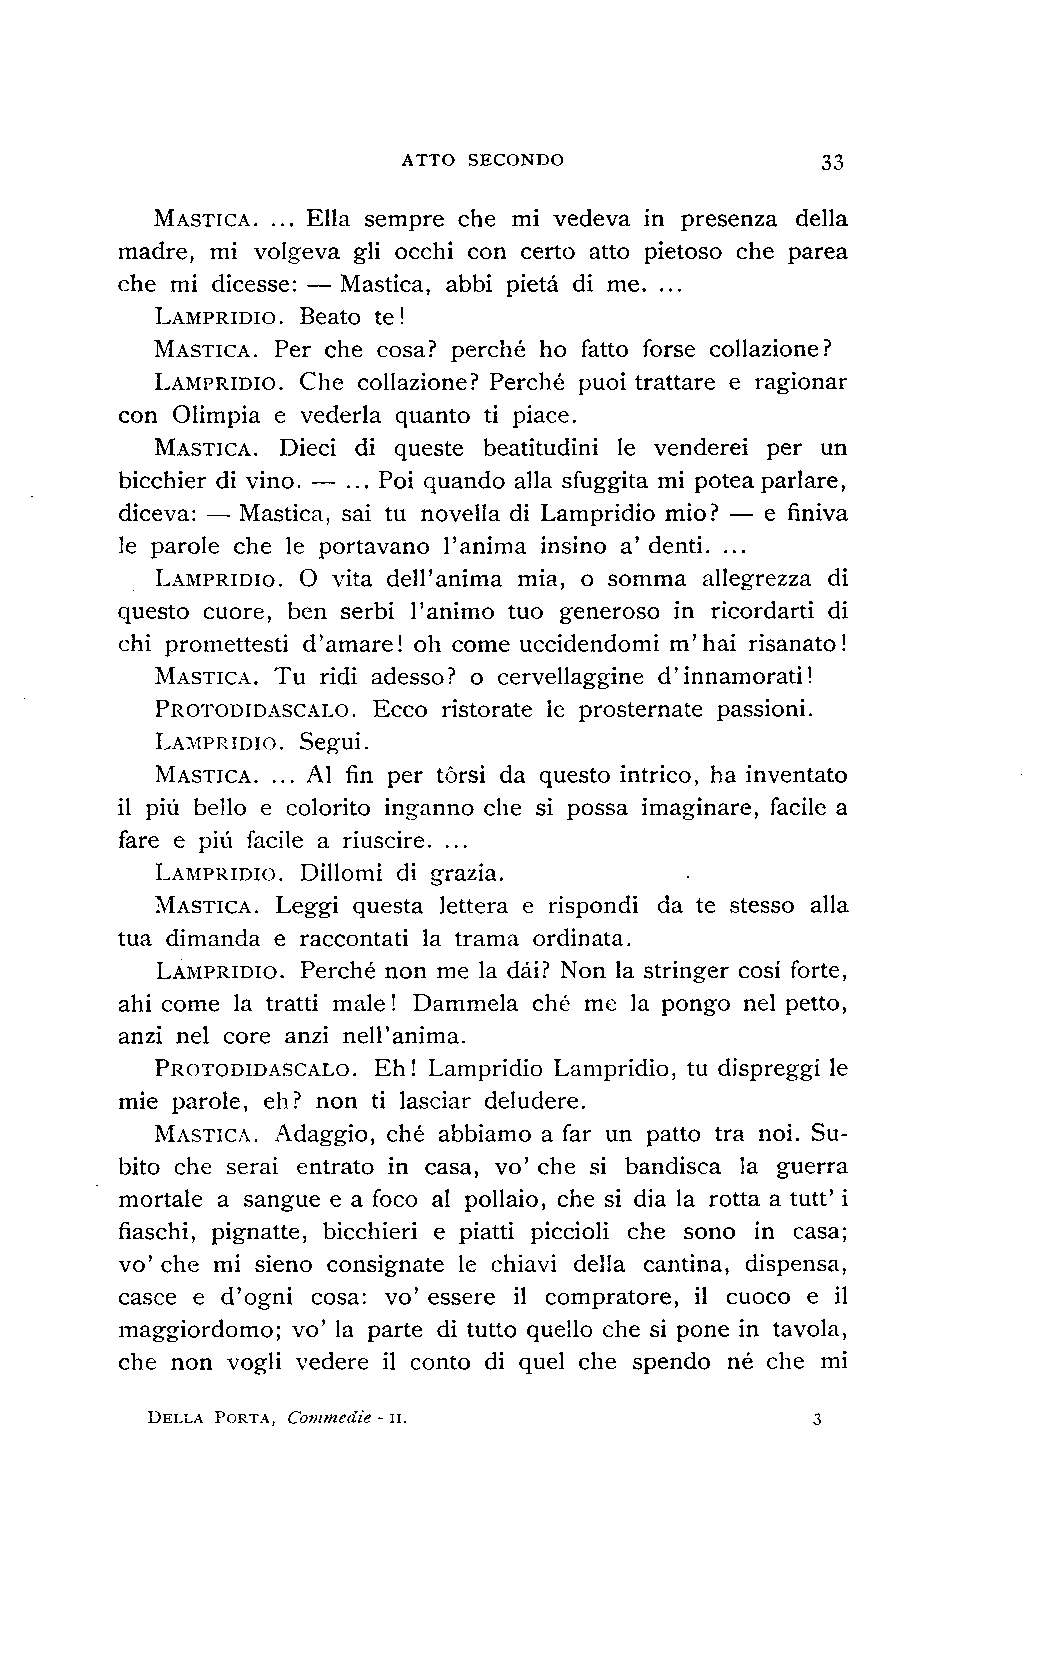 ATTO SECONDO 33
MASTICA. ... Ella sempre che mi vedeva in presenza della
madre, mi volgeva gli occhi con certo atto pietoso che parea
che mi dicesse: — Mastica, abbi pietá di me. ...
LAMPRIDIO. Beato te!
MASTICA. Per che cosa? perché ho fatto forse collazione?
LAMPRIDIO. Che collazione? Perché puoi trattare e ragionar
con Olimpia e vederla quanto ti piace.
MASTICA. Dieci di queste beatitudini le venderei per un
bicchier di vino. — ... Poi quando alla sfuggita mi potea parlare,
diceva: — Mastica, sai tu novella di Lampridio mio? — e finiva
le parole che le portavano l'anima insino a' denti. ...
LAMPRIDIO. O vita dell'anima mia, o somma allegrezza di
questo cuore, ben serbi l'animo tuo generoso in ricordarti di
chi promettesti d'amare! oh come uccidendomi m'hai risanato!
MASTICA. Tu ridi adesso? o cervellaggine d'innamorati!
PROTODIDASCALO. Ecco ristorate le prosternate passioni.
LAMPRIDIO. Segui.
MASTICA. ... Al fin per tôrsi da questo intrico, ha inventato
il piú bello e colorito inganno che si possa imaginare, facile a
fare e piú facile a riuscire. ...
LAMPRIDIO. Dillomi di grazia.
MASTICA. Leggi questa lettera e rispondi da te stesso alla
tua dimanda e raccontati la trama ordinata.
LAMPRIDIO. Perché non me la dái? Non la stringer cosí forte,
ahi come la tratti male! Dammela ché me la pongo nel petto,
anzi nel core anzi nell'anima.
PROTODIDASCALO. Eh! Lampridio Lampridio, tu dispreggi le
mie parole, eh? non ti lasciar deludere.
MASTICA. Adaggio, ché abbiamo a far un patto tra noi. Su-
bito che serai entrato in casa, vo' che si bandisca la guerra
mortale a sangue e a foco al pollaio, che si dia la rotta a tutt' i
fiaschi, pignatte, bicchieri e piatti piccioli che sono in casa;
vo' che mi sieno consignate le chiavi della cantina, dispensa,
casce e d'ogni cosa: vo' essere il compratore, il cuoco e il
maggiordomo; vo' la parte di tutto quello che si pone in tavola,
che non vogli vedere il conto di quel che spendo né che mi
DELLA PORTA, Commedie - II. 3